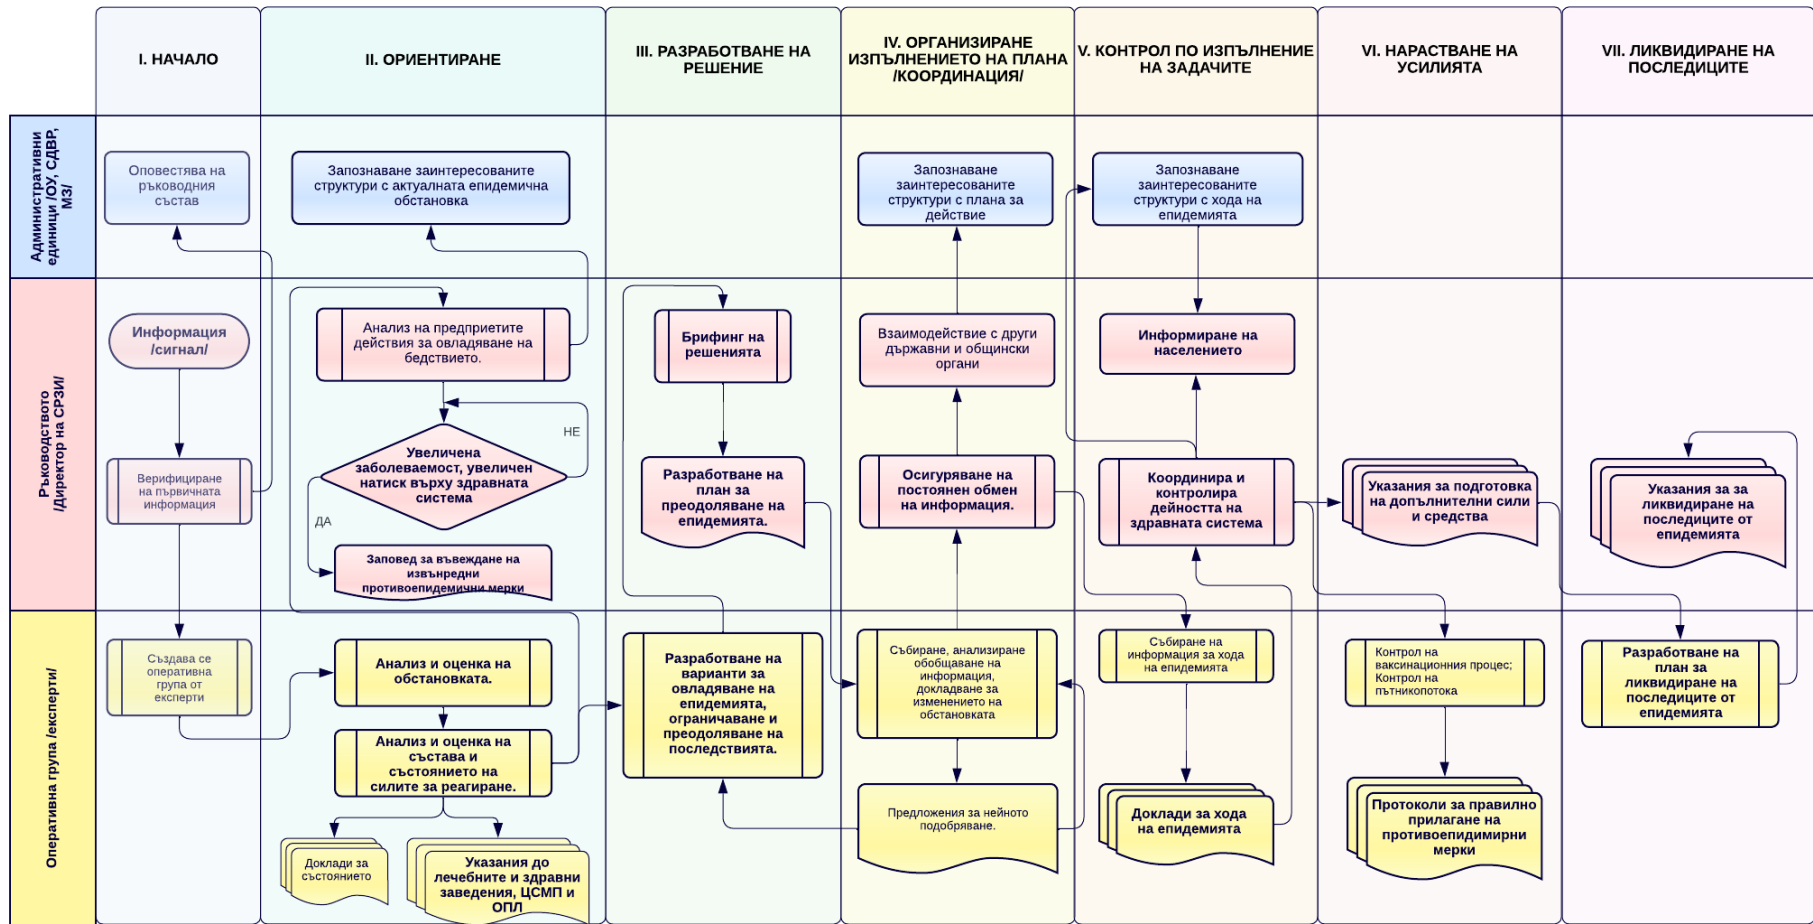 I. НАЧАЛО
II. ОРИЕНТИРАНЕ
III. РАЗРАБОТВАНЕ НА
РЕШЕНИЕ
IV. ОРГАНИЗИРАНЕ
ИЗПЪЛНЕНИЕТО НА ПЛАНА
/КООРДИНАЦИЯ/
V. КОНТРОЛ ПО ИЗПЪЛНЕНИЕ
НА ЗАДАЧИТЕ
VI. НАРАСТВАНЕ НА
УСИЛИЯТА
VII. ЛИКВИДИРАНЕ НА
ПОСЛЕДИЦИТЕ
Административни
единици /ОУ, СДВР,
МЗ/
Оповестява на
ръководния
състав
Запознаване заинтересованите
структури с актуалната епидемична
обстановка
Запознаване
заинтересованите
структури с плана за
действие
Запознаване
заинтересованите
структури с хода на
епидемията
Ръководството
/Директор на СРЗИ/
Информация
/сигнал/
Верифициране
на първичната
информация
Анализ на предприетите
действия за овладяване на
бедствието.
НЕ
Увеличена
заболеваемост, увеличен
натиск върху здравната
система
ДА
Заповед за въвеждане на
извънредни
противоепидемични мерки
Брифинг на
решенията
Разработване на
план за
преодоляване на
епидемията.
Взаимодействие с други
държавни и общински
органи
Осигуряване на
постоянен обмен
на информация.
Информиране на
населението
Координира и
контролира
дейността на
здравната система
Указания за подготовка
на допълнителни сили
и средства
Указания за за
ликвидиране на
последиците от
епидемията
Оперативна група /експерти/
Създава се
оперативна
група от
експерти
Анализ и оценка на
обстановката.
Анализ и оценка на
състава и
състоянието на
силите за реагиране.
Доклади за
състоянието
Указания до
лечебните и здравни
заведения, ЦСМП и
ОПЛ
Разработване на
варианти за
овладяване на
епидемията,
ограничаване и
преодоляване на
последствията.
Събиране, анализиране
обобщаване на
информация,
докладване за
изменението на
обстановката
Предложения за нейното
подобряване.
Събиране на
информация за хода
на епидемията
Доклади за хода
на епидемията
Контрол на
ваксинационния процес;
Контрол на
пътникопотока
Протоколи за правилно
прилагане на
противоепидимирни
мерки
Разработване на
план за
ликвидиране на
последиците от
епидемията